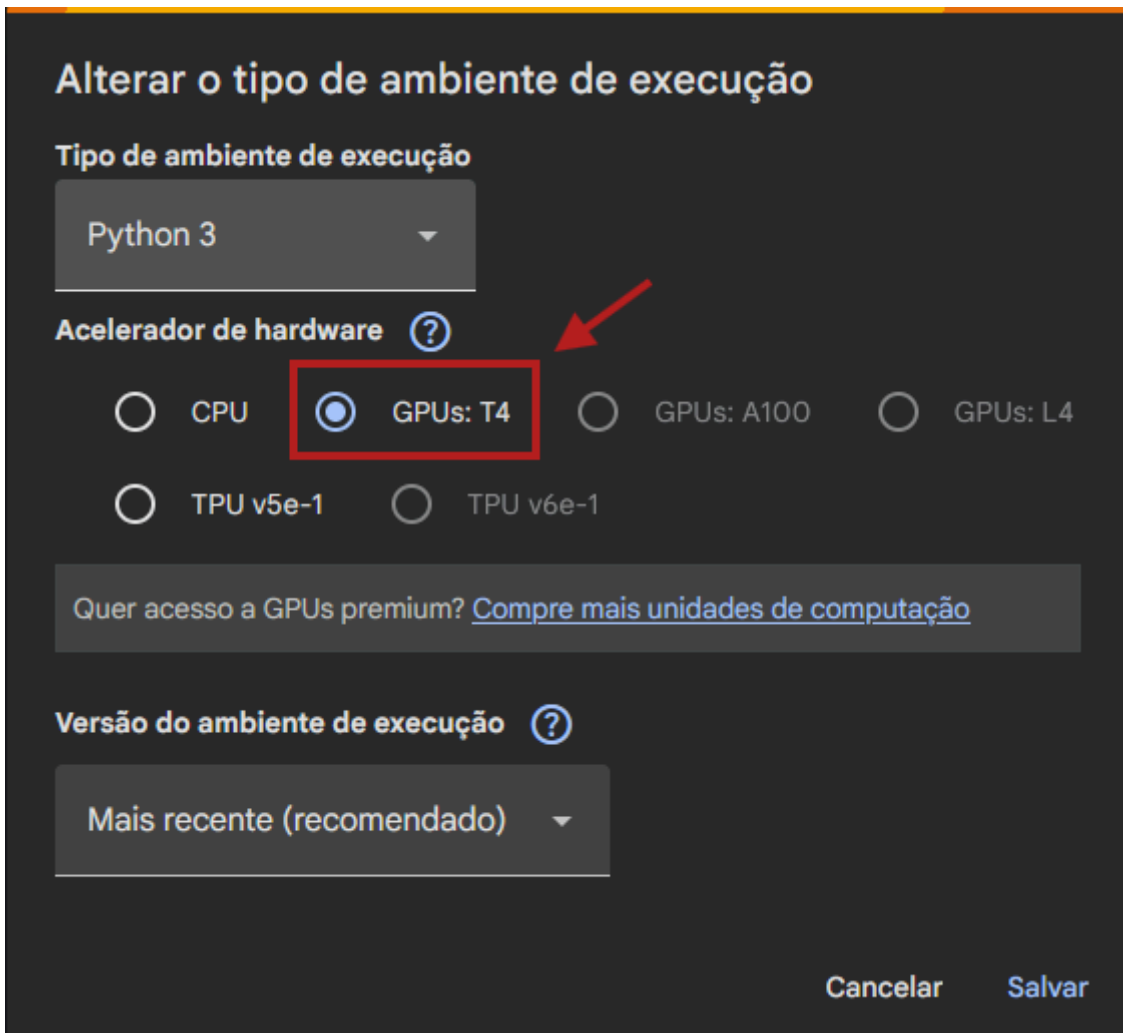 Alterar o tipo de ambiente de execução
Tipo de ambiente de execução
Python 3
Acelerador de hardware ?
CPU GPUs: T4 GPUs: A100 GPUs: L4
TPU v5e-1 TPU v6e-1
Quer acesso a GPUs premium? Compre mais unidades de computação
Versão do ambiente de execução ?
Mais recente (recomendado)
Cancelar Salvar